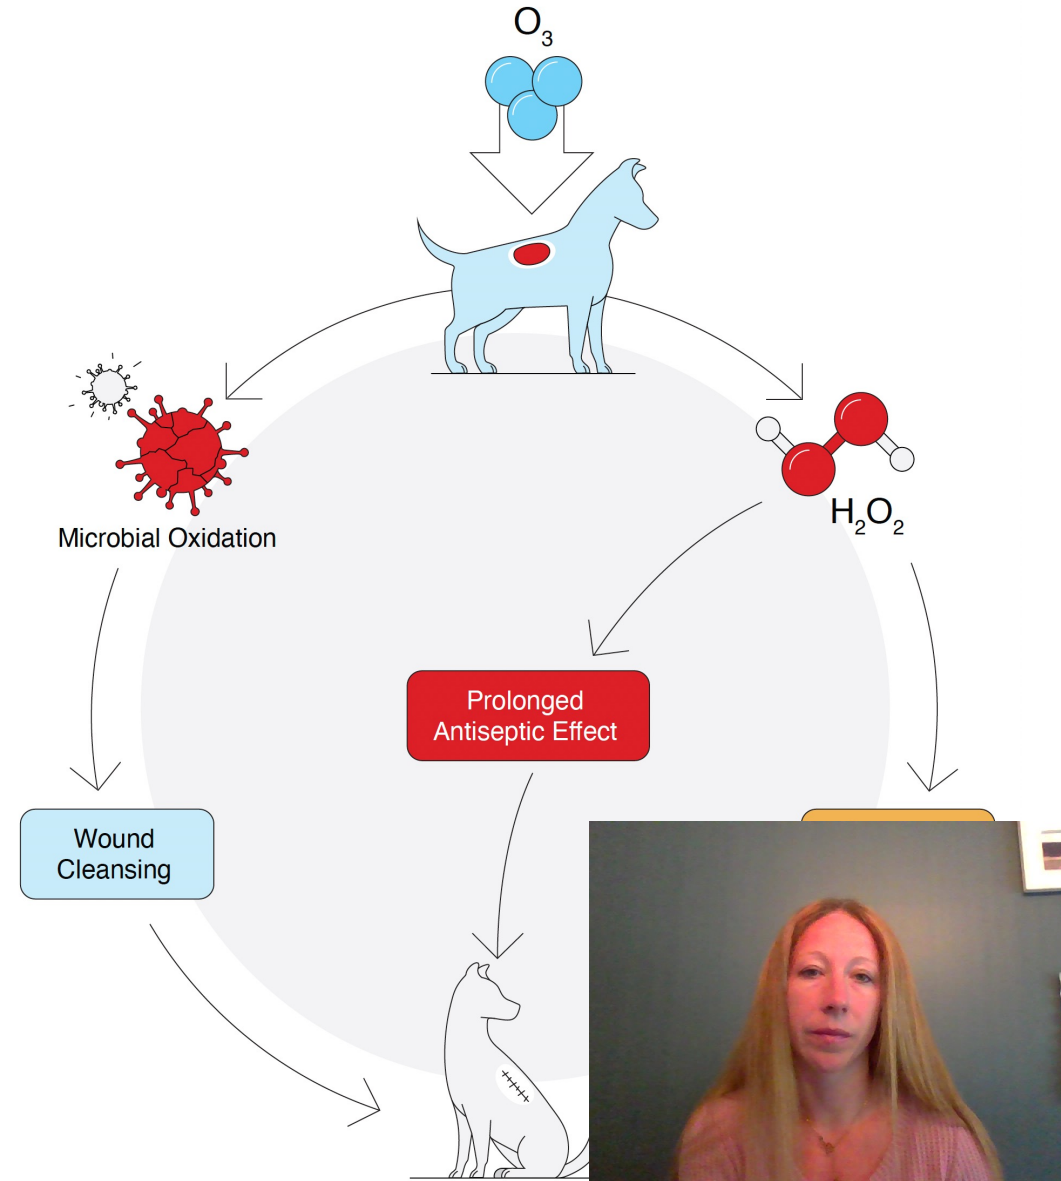 O3
Microbial Oxidation
H2O2
Prolonged
Antiseptic Effect
Wound
Cleansing